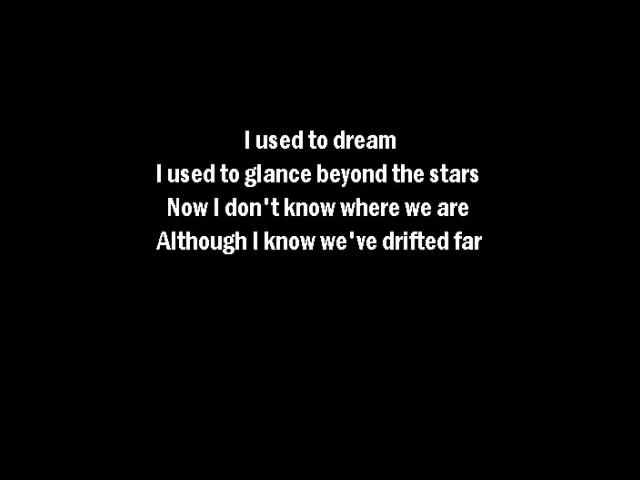 I used to dream
I used to glance beyond the stars
Now I don't know where we are
Although I know we've drifted far